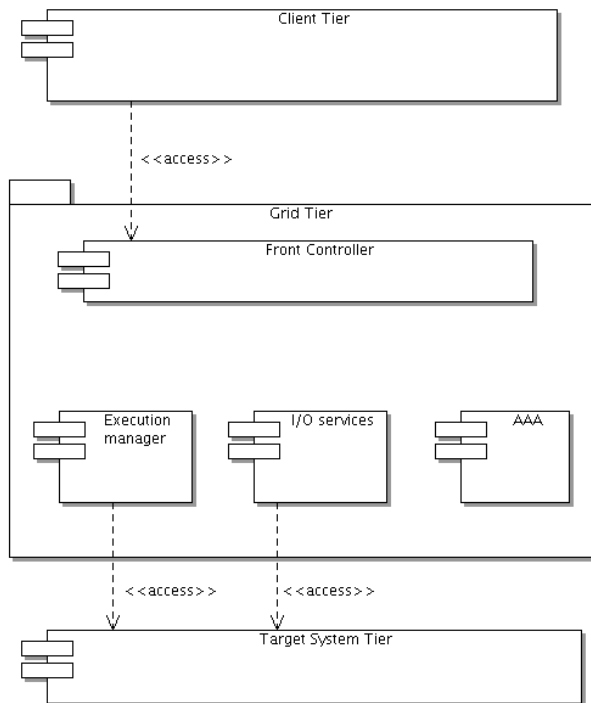 Client Tier
<<access>>
Grid Tier
Front Controller
Execution
manager
I/O services
AAA
<<access>>
<<access>>
Target System Tier